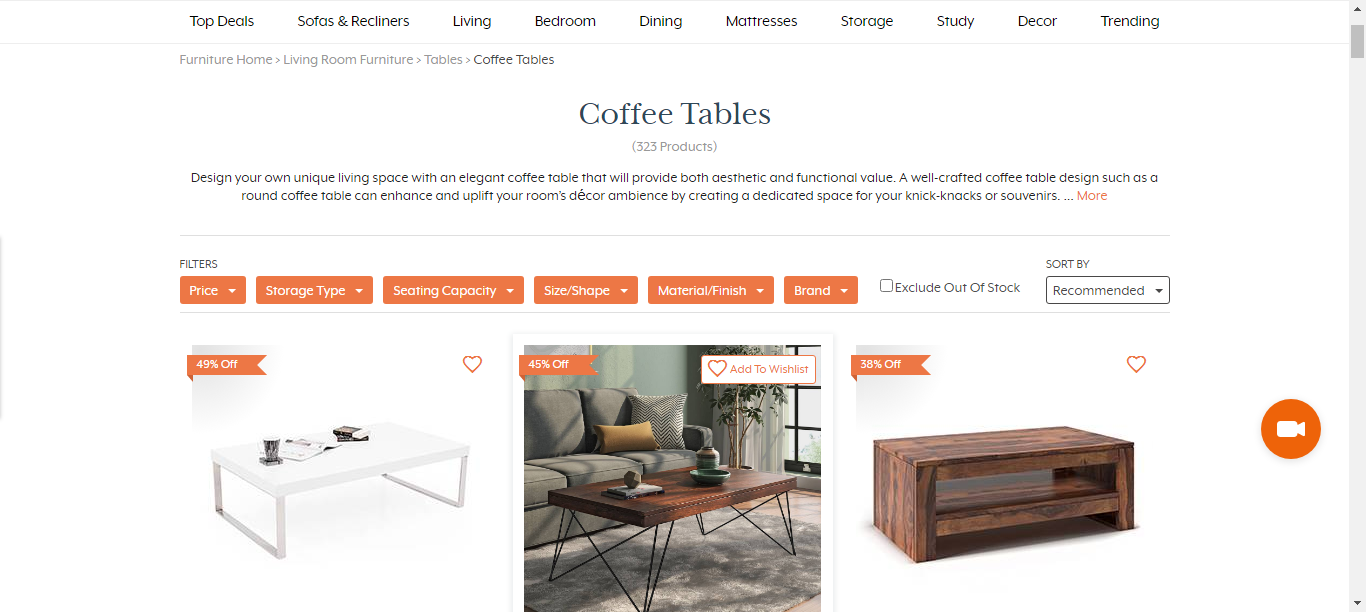 Top Deals Sofas & Recliners Living Bedroom Dining Mattresses Storage Study Decor Trending
Furniture Home > Living Room Furniture > Tables > Coffee Tables
Coffee Tables
(323 Products)
Design your own unique living space with an elegant coffee table that will provide both aesthetic and functional value. A well-crafted coffee table design such as a
round coffee table can enhance and uplift your room's décor ambience by creating a dedicated space for your knick-knacks or souvenirs. ... More
FILTERS SORT BY
Price Storage Type Seating Capacity Size/Shape Material/Finish Brand Exclude Out Of Stock Recommended
49% Off 45% Off Add To Wishlist 38% Off